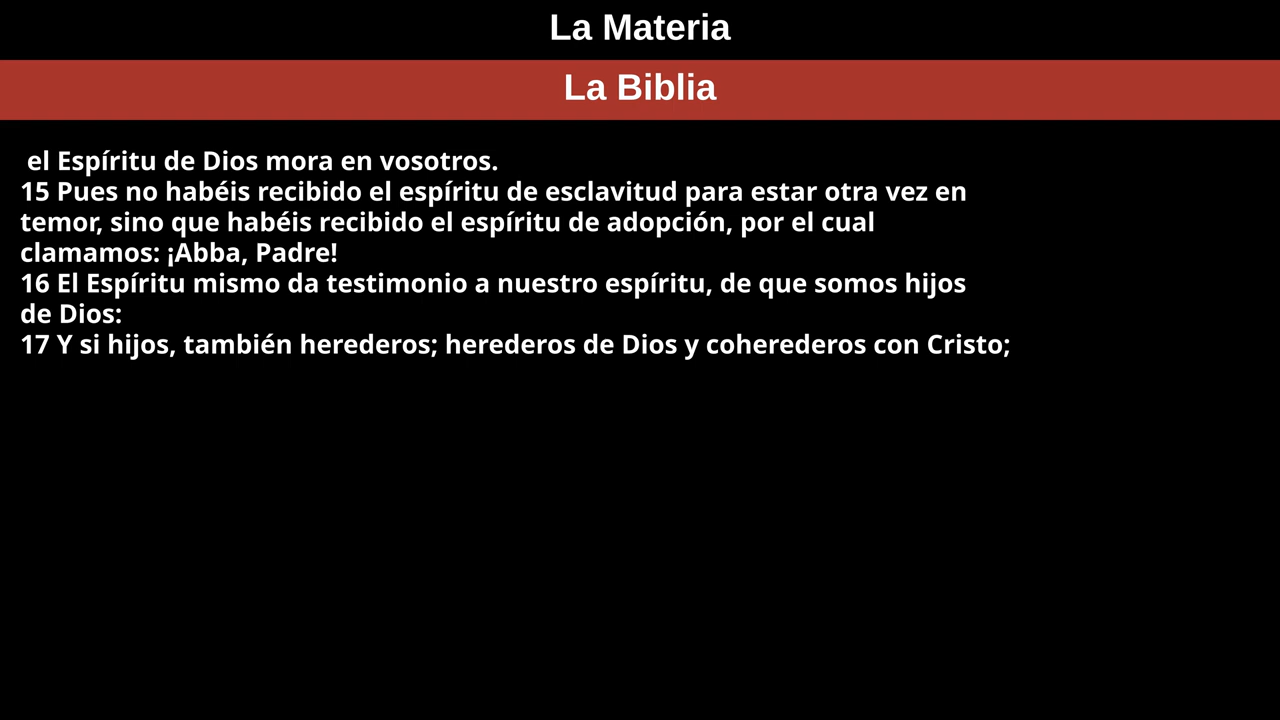 La Materia
La Biblia
el Espíritu de Dios mora en vosotros.
15 Pues no habéis recibido el espíritu de esclavitud para estar otra vez en
temor, sino que habéis recibido el espíritu de adopción, por el cual
clamamos: ¡Abba, Padre!
16 El Espíritu mismo da testimonio a nuestro espíritu, de que somos hijos
de Dios:
17 Y si hijos, también herederos; herederos de Dios y coherederos con Cristo;